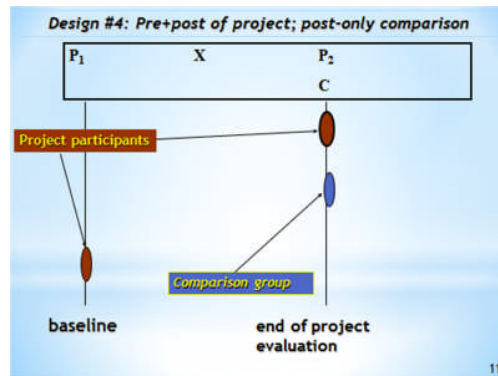 Design #4: Pre+post of project; post-only comparison
P₁ X P₂
C
Project participants
Comparison group
baseline
end of project
evaluation
11